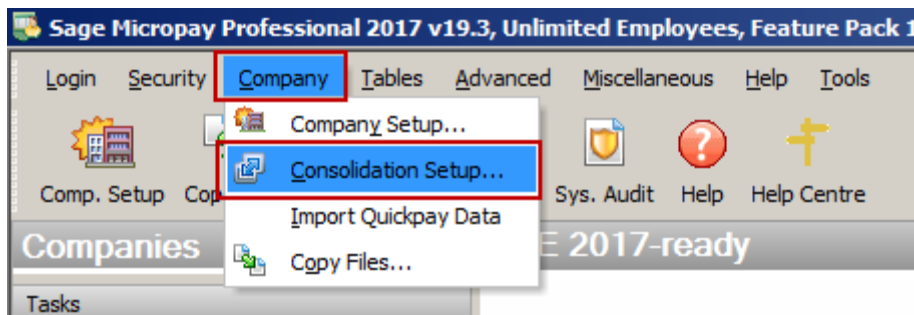 Sage Micropay Professional 2017 v19.3, Unlimited Employees, Feature Pack 1
Login Security Company Tables Advanced Miscellaneous Help Tools
Company Setup...
Consolidation Setup...
Import Quickpay Data
Copy Files...
Comp. Setup Cop Sys. Audit Help Help Centre
Companies E 2017-ready
Tasks